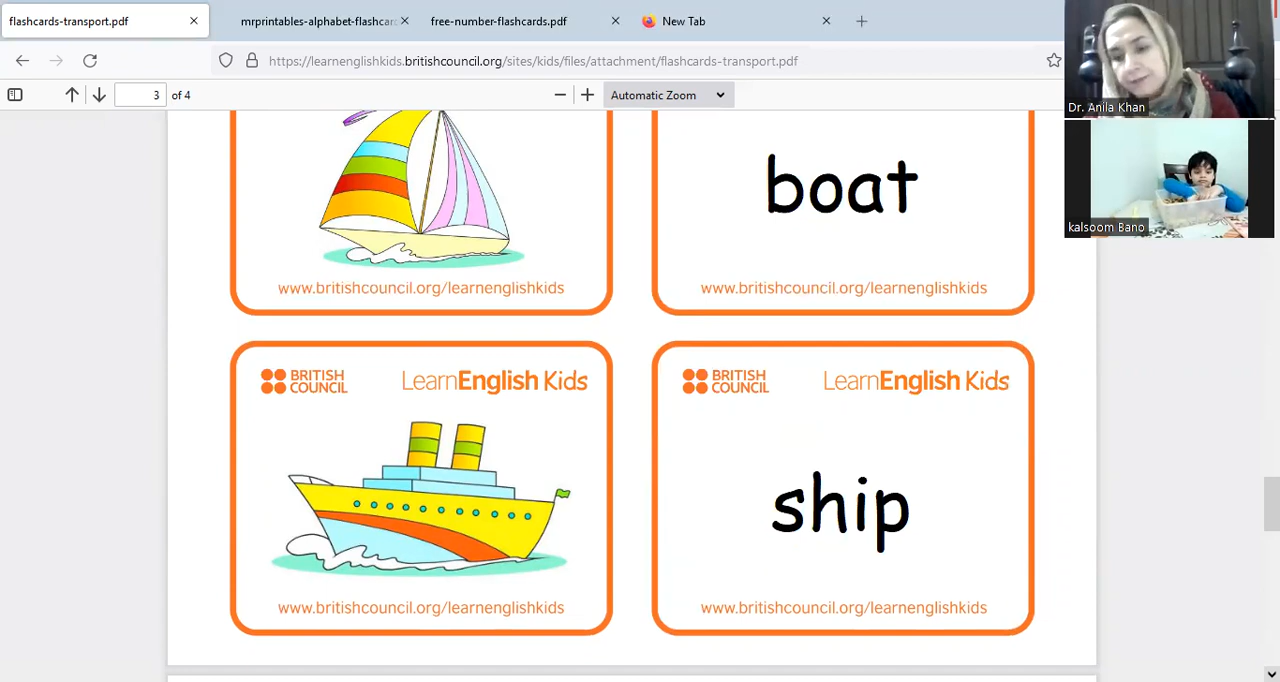 flashcards-transport.pdf
mrprintables-alphabet-flashcar
free-number-flashcards.pdf
New Tab
https://learnenglishkids.britishcouncil.org/sites/kids/files/attachment/flashcards-transport.pdf
3 of 4
Automatic Zoom
Dr. Anila Khan
kalsoom Bano
boat
www.britishcouncil.org/learnenglishkids
www.britishcouncil.org/learnenglishkids
BRITISH
COUNCIL
LearnEnglish Kids
BRITISH
COUNCIL
LearnEnglish Kids
ship
www.britishcouncil.org/learnenglishkids
www.britishcouncil.org/learnenglishkids